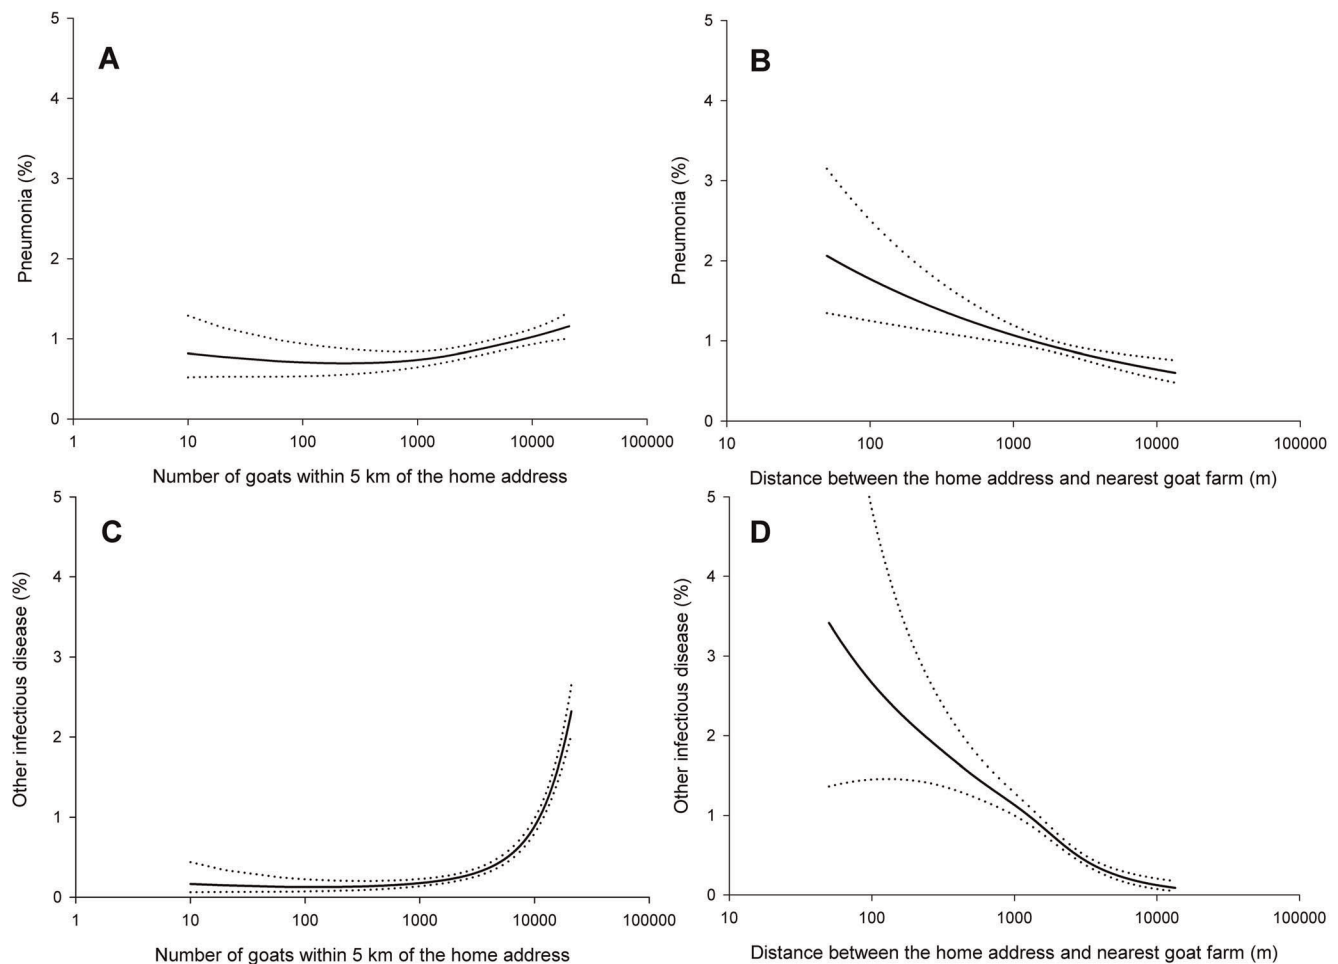 A
Pneumonia (%)
5
4
3
2
1
0
1 10 100 1000 10000 100000
Number of goats within 5 km of the home address
B
Pneumonia (%)
5
4
3
2
1
0
10 100 1000 10000 100000
Distance between the home address and nearest goat farm (m)
C
Other infectious disease (%)
5
4
3
2
1
0
1 10 100 1000 10000 100000
Number of goats within 5 km of the home address
D
Other infectious disease (%)
5
4
3
2
1
0
10 100 1000 10000 100000
Distance between the home address and nearest goat farm (m)